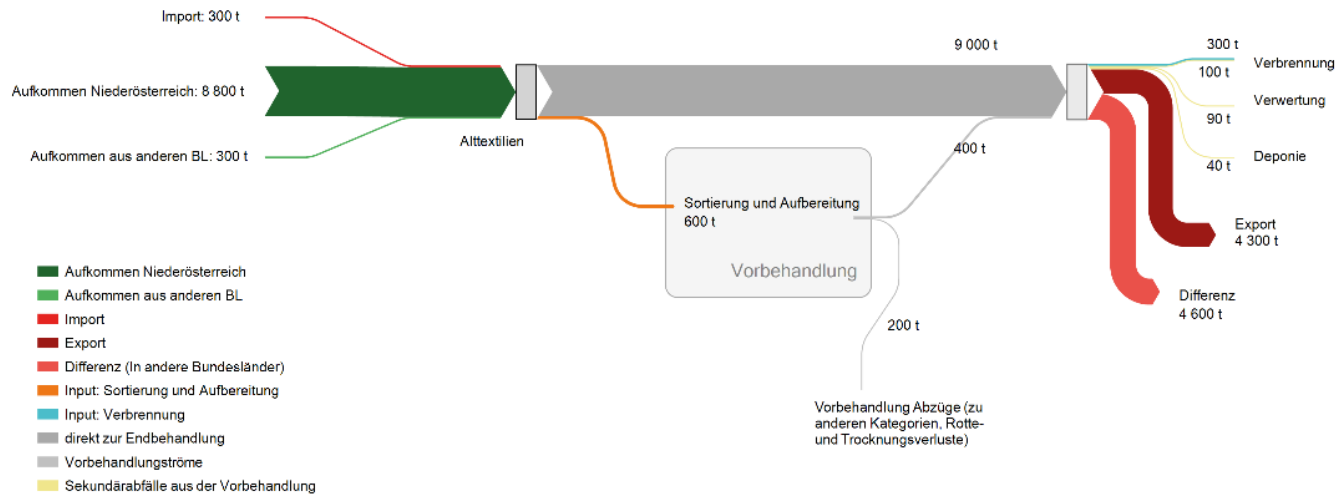 Import: 300 t
9 000 t
300 t
Verbrennung
100 t
Aufkommen Niederösterreich: 8 800 t
Verwertung
90 t
Alttextilien
400 t
Aufkommen aus anderen BL: 300 t
Deponie
40 t
Sortierung und Aufbereitung
600 t
Export
4 300 t
Vorbehandlung
Aufkommen Niederösterreich
Aufkommen aus anderen BL
Import
Export
Differenz (In andere Bundesländer)
Input: Sortierung und Aufbereitung
Input: Verbrennung
direkt zur Endbehandlung
Vorbehandlungströme
Sekundärabfälle aus der Vorbehandlung
Differenz
4 600 t
200 t
Vorbehandlung Abzüge (zu
anderen Kategorien, Rotte-
und Trocknungsverluste)